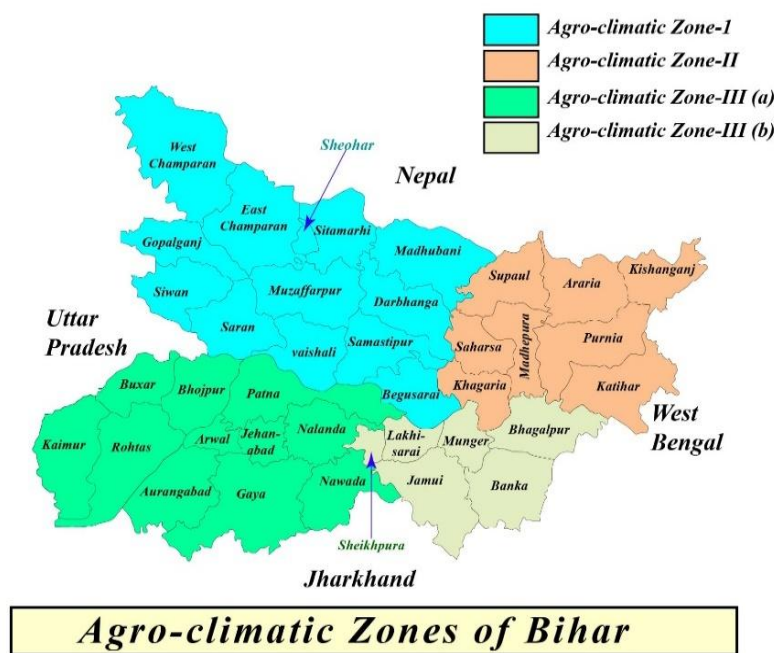 Agro-climatic Zone-1
Agro-climatic Zone-II
Agro-climatic Zone-III (a)
Agro-climatic Zone-III (b)
West
Champaran
Sheohar
Nepal
East
Champaran
Sitamarhi
Gopalganj
Madhubani
Supaul
Araria
Kishanganj
Siwan
Muzaffarpur
Darbhanga
Uttar
Pradesh
Saran
vaishali
Samastipur
Saharsa
Madhepura
Purnia
Buxar
Bhojpur
Patna
Begusarai
Khagaria
Katihar
West
Bengal
Kaimur
Rohtas
Arwal
Jehan-
abad
Nalanda
Lakhi-
sarai
Munger
Bhagalpur
Aurangabad
Gaya
Nawada
Jamui
Banka
Sheikhpura
Jharkhand
Agro-climatic Zones of Bihar